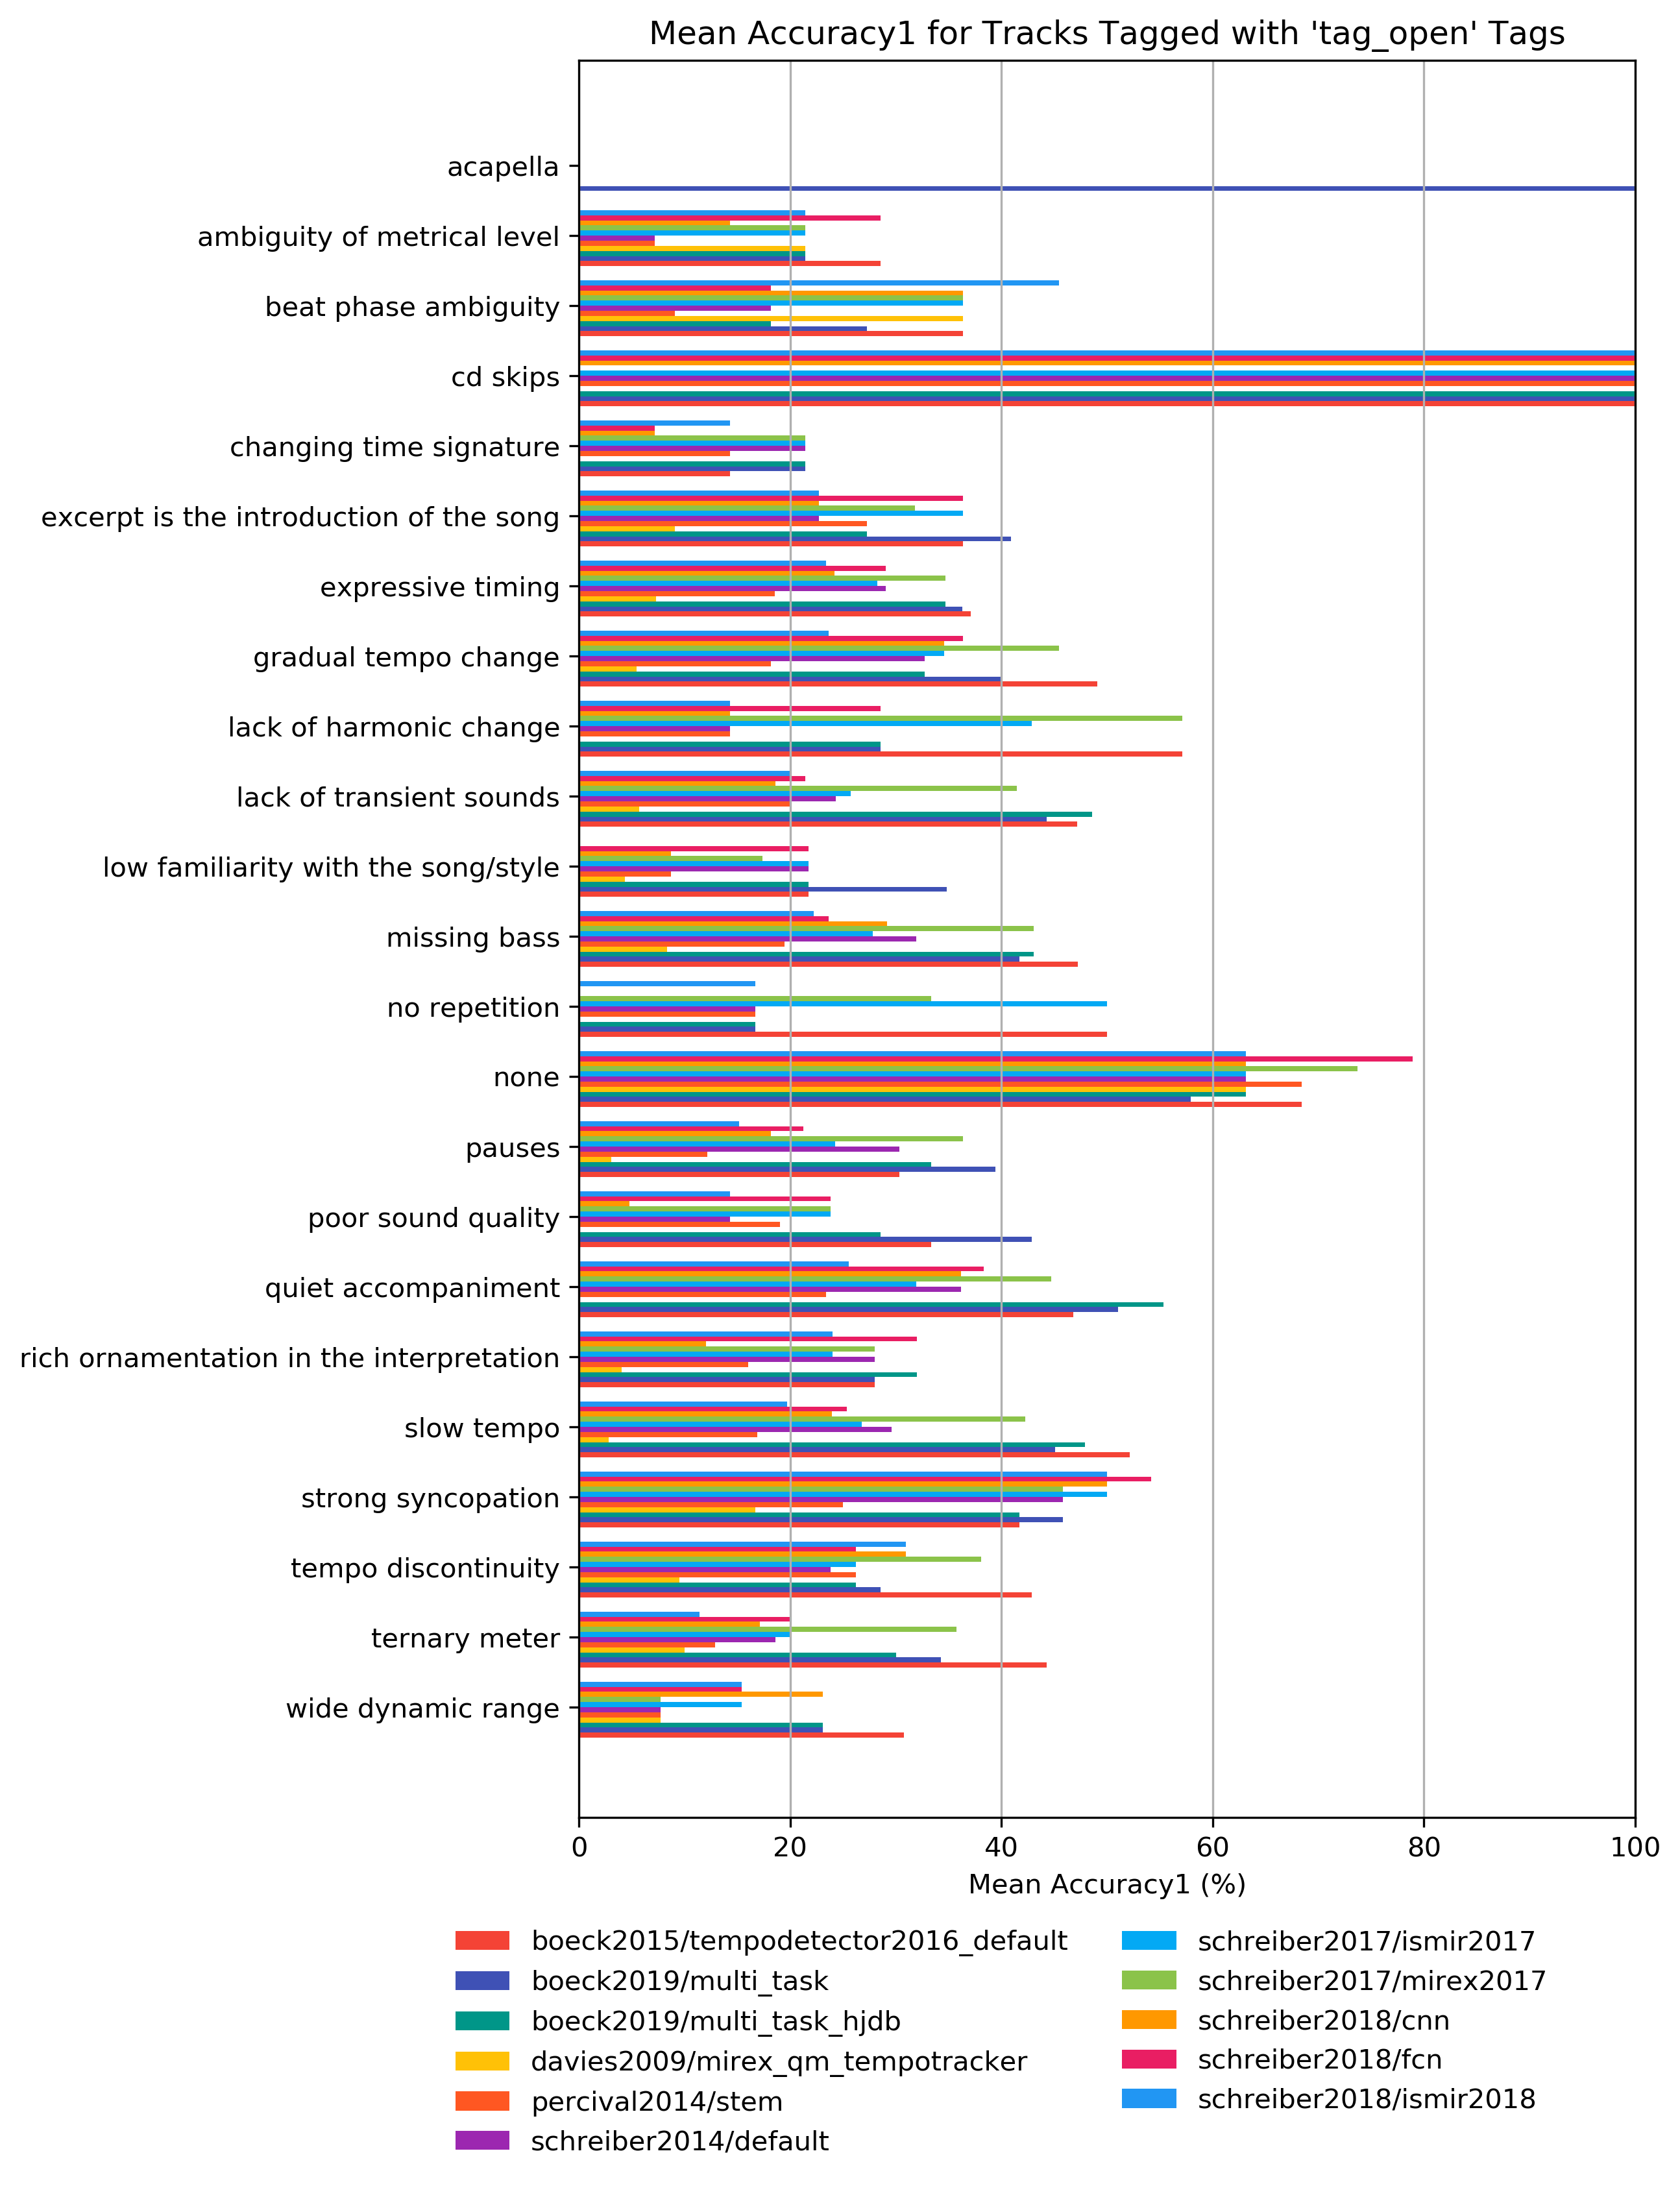 Mean Accuracy1 for Tracks Tagged with 'tag_open' Tags
acapella
ambiguity of metrical level
beat phase ambiguity
cd skips
changing time signature
excerpt is the introduction of the song
expressive timing
gradual tempo change
lack of harmonic change
lack of transient sounds
low familiarity with the song/style
missing bass
no repetition
none
pauses
poor sound quality
quiet accompaniment
rich ornamentation in the interpretation
slow tempo
strong syncopation
tempo discontinuity
ternary meter
wide dynamic range
0 20 40 60 80 100
Mean Accuracy1 (%)
boeck2015/tempodetector2016_default
boeck2019/multi_task
boeck2019/multi_task_hjdb
davies2009/mirex_qm_tempotracker
percival2014/stem
schreiber2014/default
schreiber2017/ismir2017
schreiber2017/mirex2017
schreiber2018/cnn
schreiber2018/fcn
schreiber2018/ismir2018